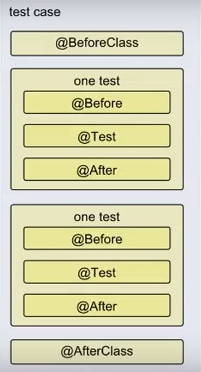 test case
@BeforeClass
one test
@Before
@Test
@After
one test
@Before
@Test
@After
@AfterClass